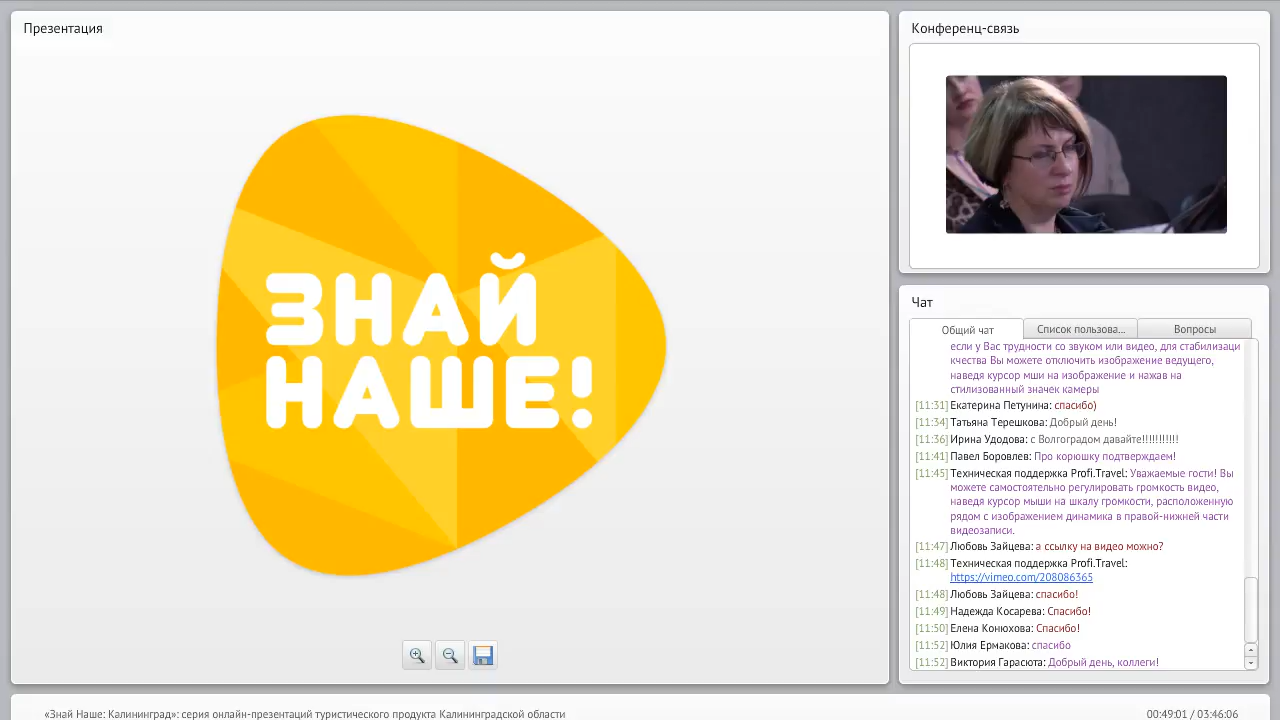 Презентация
ЗНАЙ
НАШЕ!
Конференц-связь
Чат
Общий чат
Список пользова...
Вопросы
если у Вас трудности со звуком или видео, для стабилизаци
кчества Вы можете отключить изображение ведущего,
наведя курсор мши на изображение и нажав на
стилизованный значек камеры
[11:31] Екатерина Петунина: спасибо)
[11:34] Татьяна Терешкова: Добрый день!
[11:36] Ирина Удодова: с Волгоградом давайте!!!!!!!!!!!
[11:41] Павел Боровлев: Про корюшку подтверждаем!
[11:45] Техническая поддержка Profi.Travel: Уважаемые гости! Вы
можете самостоятельно регулировать громкость видео,
наведя курсор мыши на шкалу громкости, расположенную
рядом с изображением динамика в правой-нижней части
видеозаписи.
[11:47] Любовь Зайцева: а ссылку на видео можно?
[11:48] Техническая поддержка Profi.Travel:
https://vimeo.com/208086365
[11:48] Любовь Зайцева: спасибо!
[11:49] Надежда Косарева: Спасибо!
[11:50] Елена Конюхова: Спасибо!
[11:52] Юлия Ермакова: спасибо
[11:52] Виктория Гарасюта: Добрый день, коллеги!
«Знай Наше: Калининград»: серия онлайн-презентаций туристического продукта Калининградской области
00:49:01 / 03:46:06